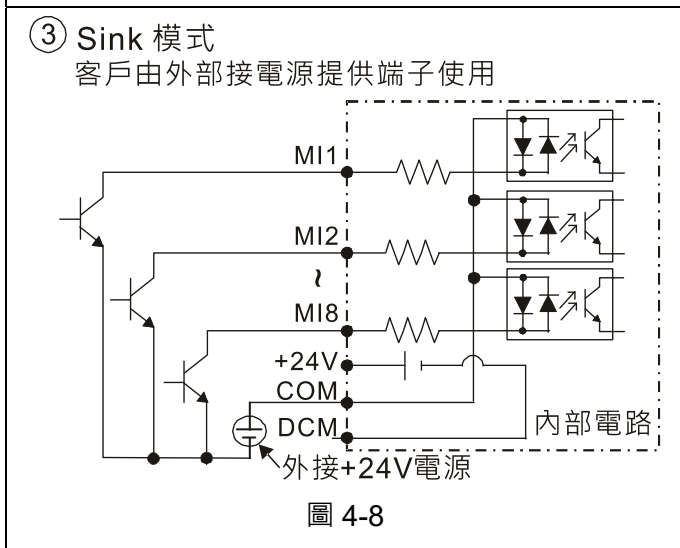 ③ Sink 模式
客戶由外部接電源提供端子使用
MI1
MI2
~
MI8
+24V
COM
DCM
內部電路
外接+24V電源
圖 4-8